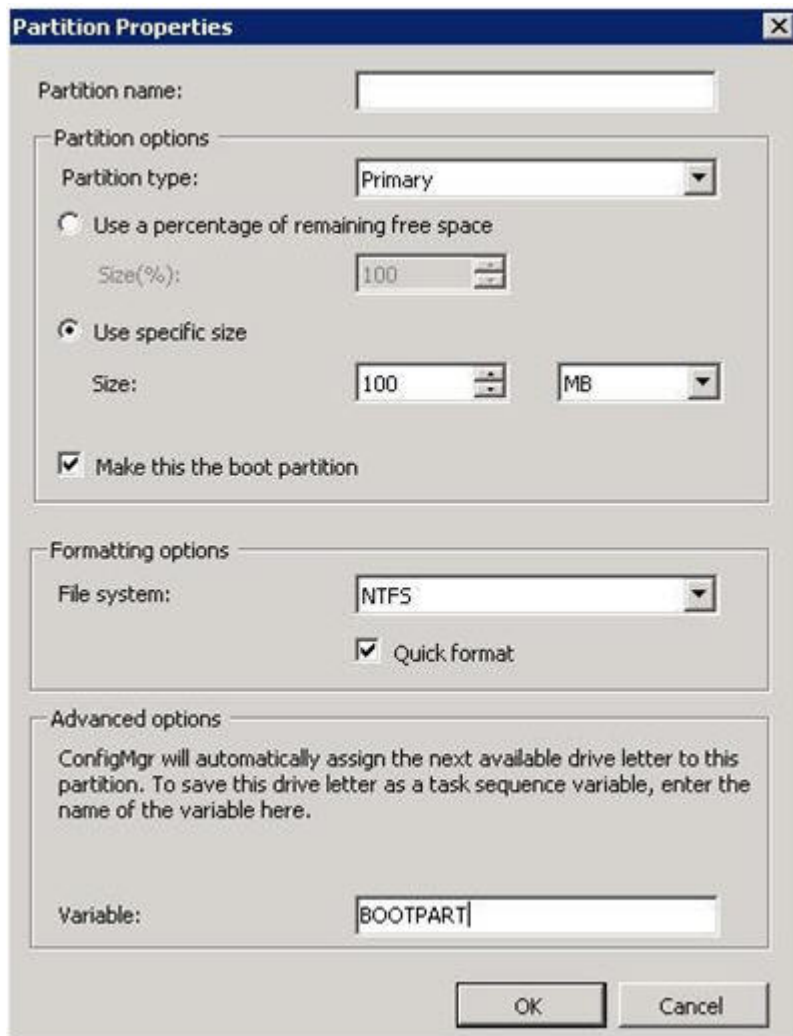 Partition Properties
Partition name:
Partition options
Partition type: Primary
Use a percentage of remaining free space
Size(%): 100
Use specific size
Size: 100 MB
Make this the boot partition
Formatting options
File system: NTFS
Quick format
Advanced options
ConfigMgr will automatically assign the next available drive letter to this
partition. To save this drive letter as a task sequence variable, enter the
name of the variable here.
Variable: BOOTPART
OK Cancel